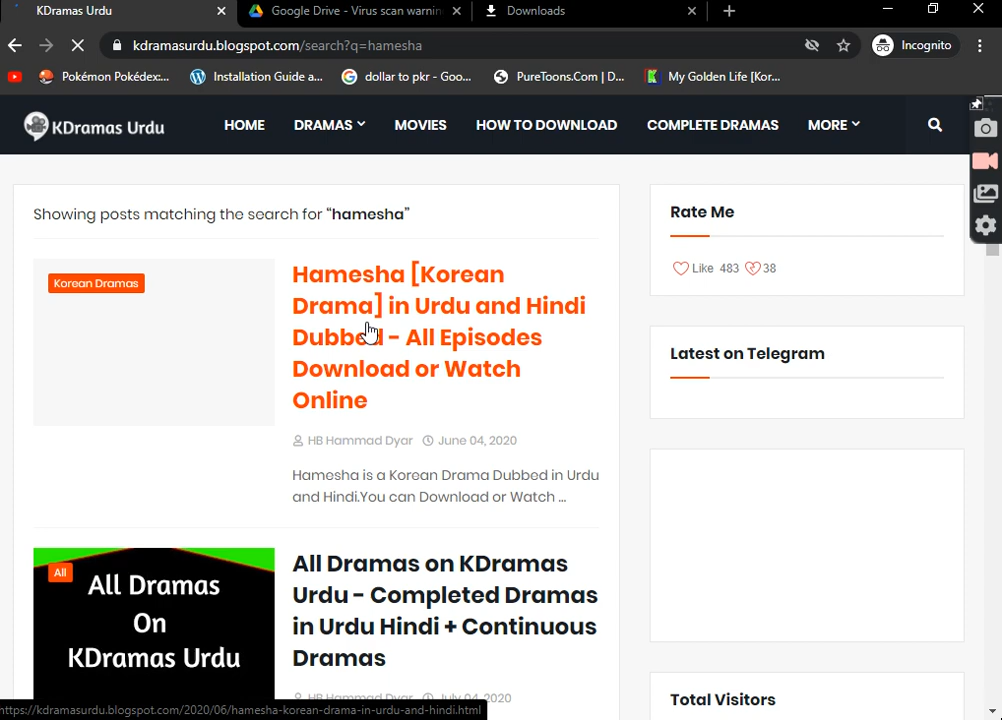 KDramas Urdu
Google Drive - Virus scan warnin
Downloads
kdramasurdu.blogspot.com/search?q=hamesha
Incognito
Pokémon Pokédex...
Installation Guide a...
dollar to pkr - Goo...
PureToons.Com | D...
My Golden Life [Kor...
KDramas Urdu
HOME
DRAMAS
MOVIES
HOW TO DOWNLOAD
COMPLETE DRAMAS
MORE
Showing posts matching the search for “hamesha”
Korean Dramas
Hamesha [Korean
Drama] in Urdu and Hindi
Dubbed - All Episodes
Download or Watch
Online
HB Hammad Dyar June 04, 2020
Hamesha is a Korean Drama Dubbed in Urdu
and Hindi.You can Download or Watch ...
All
All Dramas
On
KDramas Urdu
All Dramas on KDramas
Urdu - Completed Dramas
in Urdu Hindi + Continuous
Dramas
HB Hammad Dyar July 04, 2020
Rate Me
Like 483 38
Latest on Telegram
Total Visitors
https://kdramasurdu.blogspot.com/2020/06/hamesha-korean-drama-in-urdu-and-hindi.html